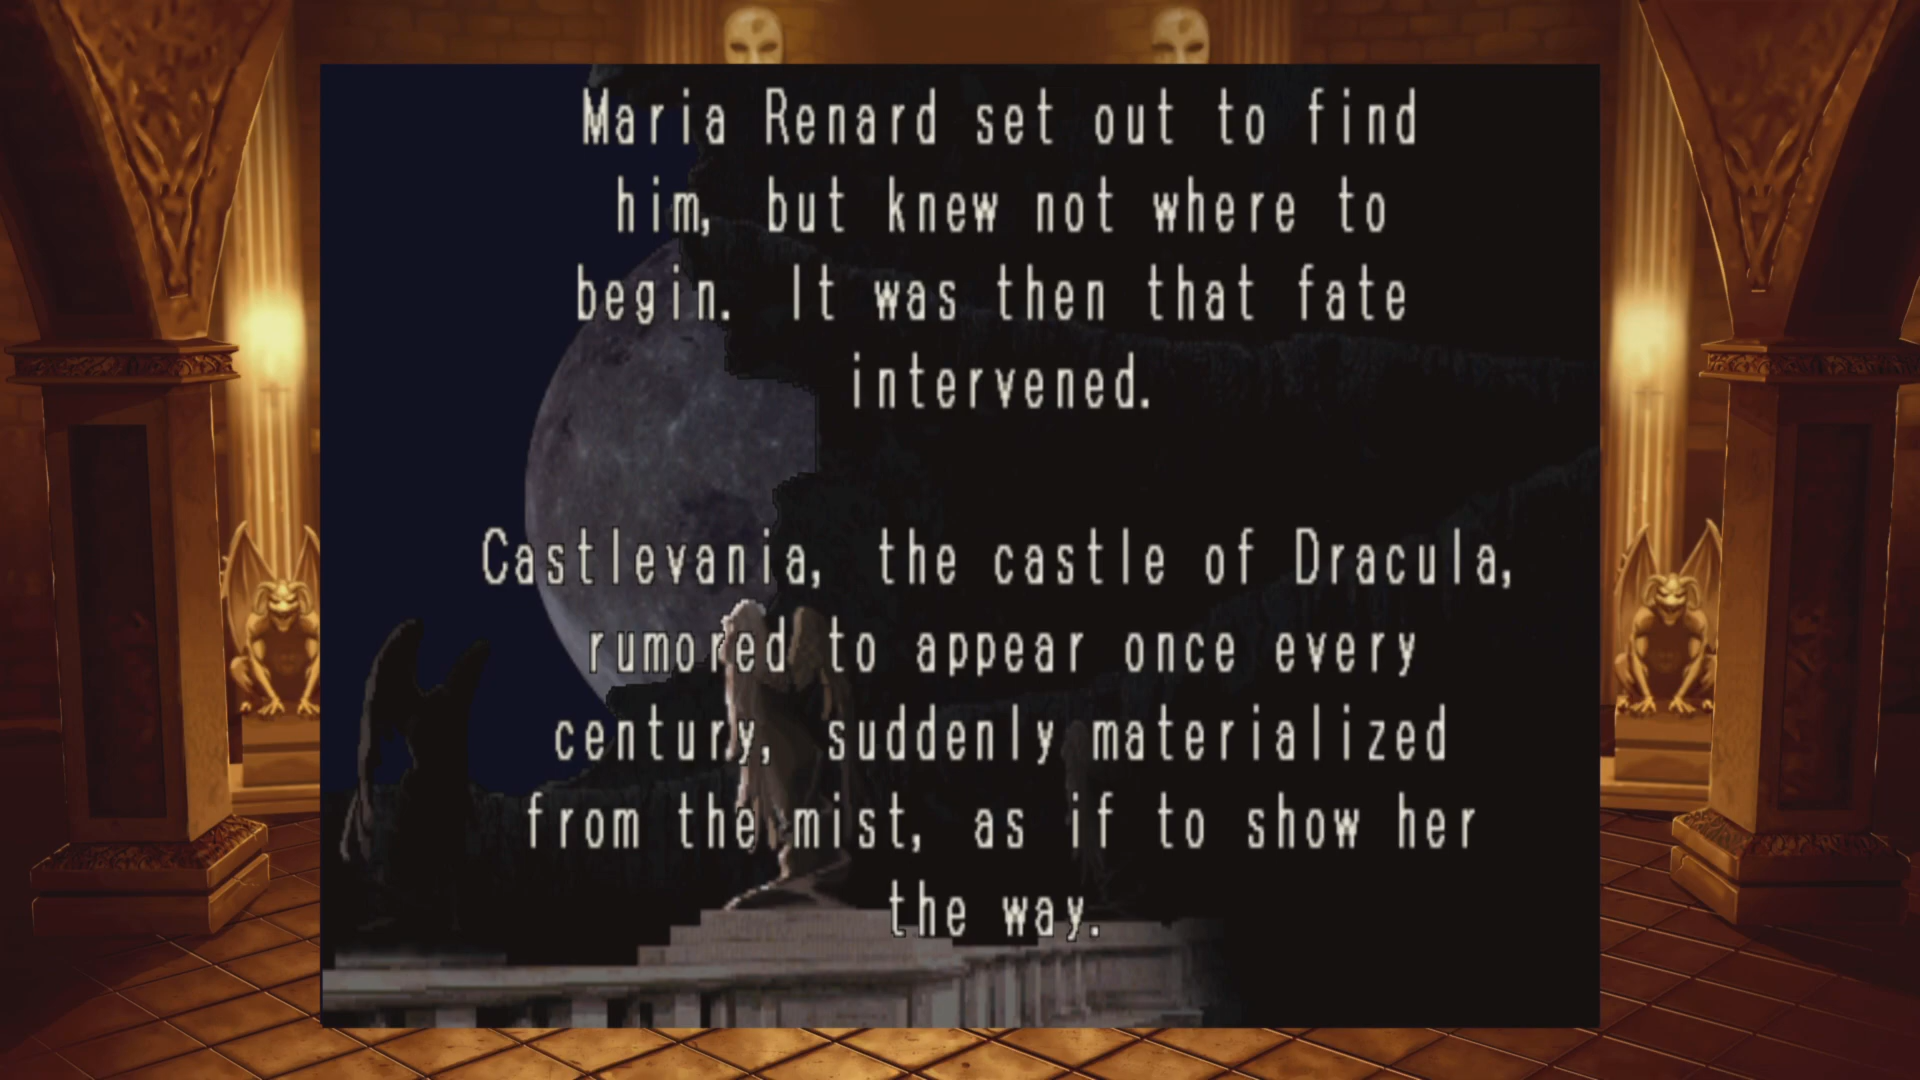 Maria Renard set out to find
him, but knew not where to
begin. It was then that fate
intervened.
Castlevania, the castle of Dracula,
rumored to appear once every
century, suddenly materialized
from the mist, as if to show her
the way.